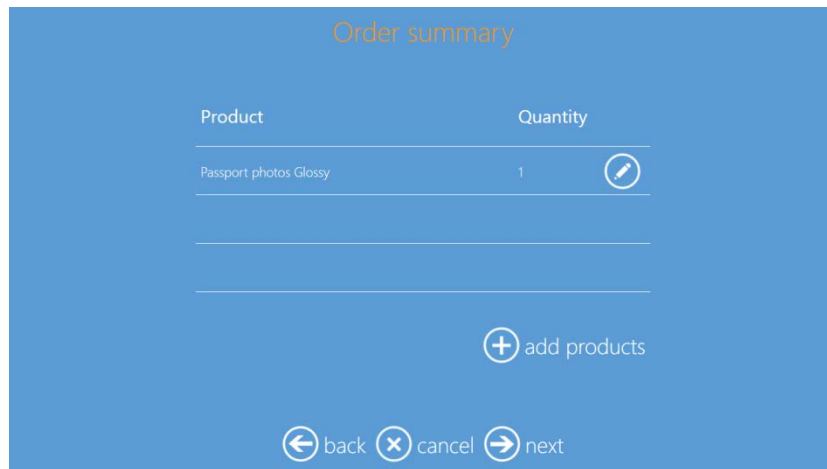 Order summary
Product Quantity
Passport photos Glossy 1
add products
back cancel next